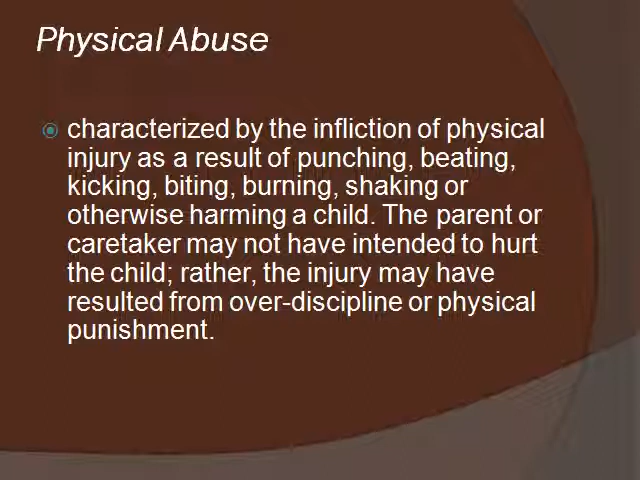 Physical Abuse
characterized by the infliction of physical
injury as a result of punching, beating,
kicking, biting, burning, shaking or
otherwise harming a child. The parent or
caretaker may not have intended to hurt
the child; rather, the injury may have
resulted from over-discipline or physical
punishment.